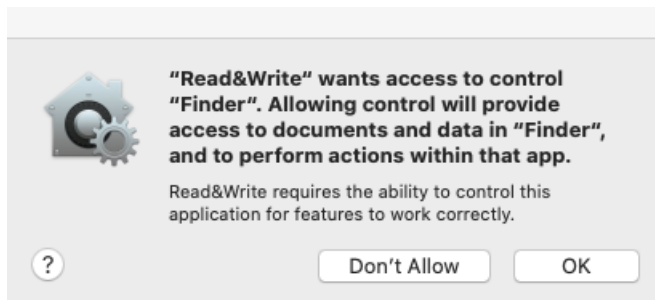 “Read&Write“ wants access to control
“Finder“. Allowing control will provide
access to documents and data in “Finder“,
and to perform actions within that app.
Read&Write requires the ability to control this
application for features to work correctly.
?
Don’t Allow
OK